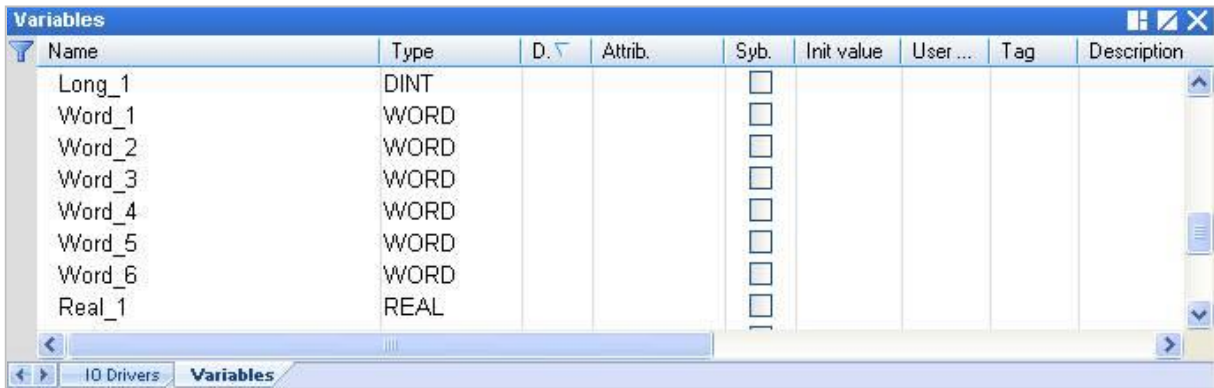 Variables
Name Type D. Attrib. Syb. Init value User ... Tag Description
Long_1 DINT
Word_1 WORD
Word_2 WORD
Word_3 WORD
Word_4 WORD
Word_5 WORD
Word_6 WORD
Real_1 REAL
IO Drivers Variables